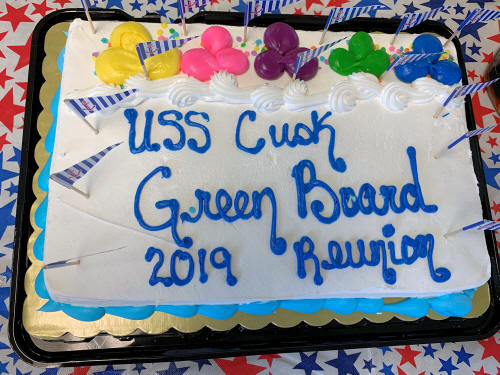 USS Cusk
Green Board
2019 Reunion